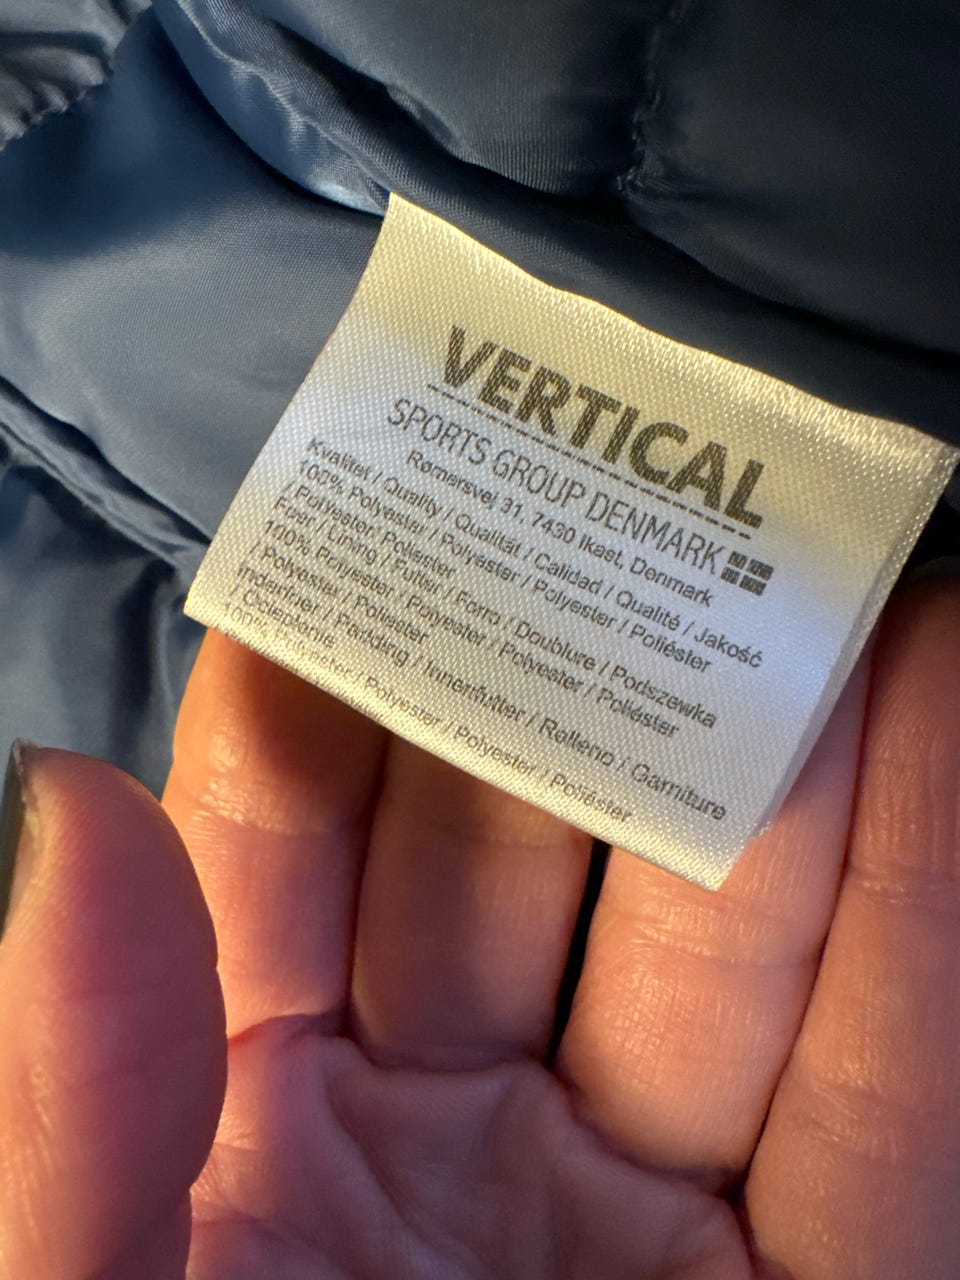 VERTICAL
SPORTS GROUP DENMARK
Rømersvej 31, 7430 Ikast, Denmark
Kvalitet / Quality / Qualität / Calidad / Qualité / Jakość
100% Polyester / Polyester / Polyester / Poliéster
/ Polyester / Poliester
Foer / Lining / Futter / Forro / Doublure / Podszewka
100% Polyester / Polyester / Polyester / Poliéster
/ Polyester / Poliester
Inderfoer / Padding / Innenfutter / Relleno / Garniture
/ Ocieplenie
100% Polyester / Polyester / Polyester / Poliéster